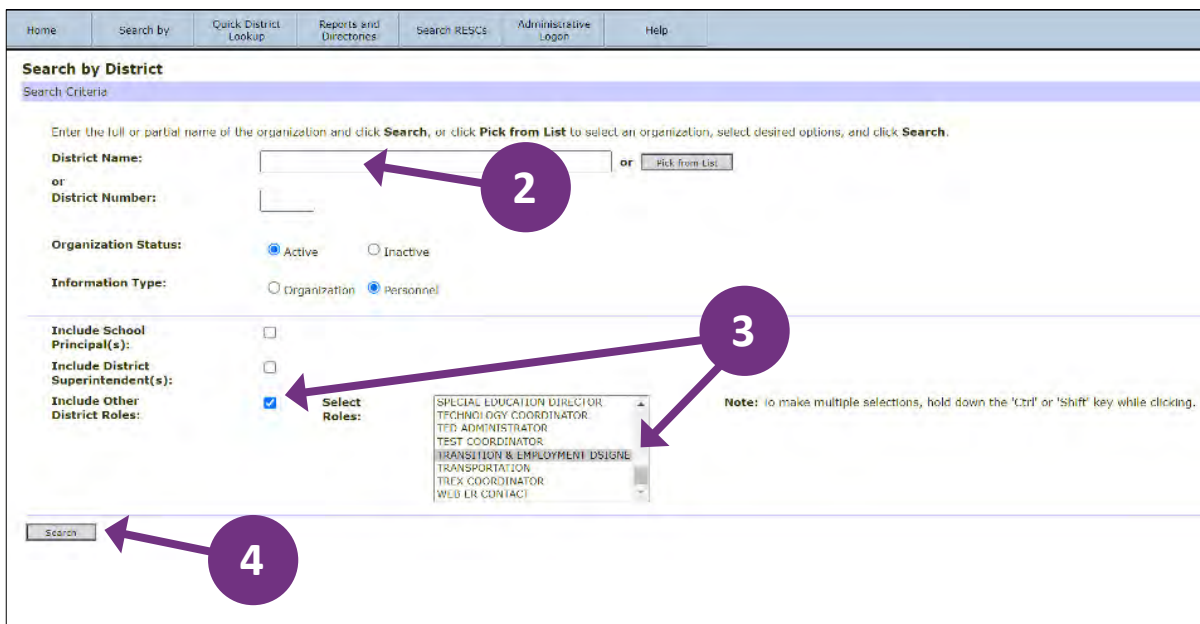 Home Search by Quick District Lookup Reports and Directories Search RESCs Administrative Logon Help
Search by District
Search Criteria
Enter the full or partial name of the organization and click Search, or click Pick from List to select an organization, select desired options, and click Search.
District Name: or Pick from List
2
or
District Number:
Organization Status: Active Inactive
Information Type: Organization Personnel
Include School
Principal(s):
3
Include District
Superintendent(s):
Include Other
District Roles:
Select
Roles:
SPECIAL EDUCATION DIRECTOR
TECHNOLOGY COORDINATOR
TED ADMINISTRATOR
TEST COORDINATOR
TRANSITION & EMPLOYMENT DSIGNE
TRANSPORTATION
TREX COORDINATOR
WEB ER CONTACT
Note: To make multiple selections, hold down the 'Ctrl' or 'Shift' key while clicking.
Search
4